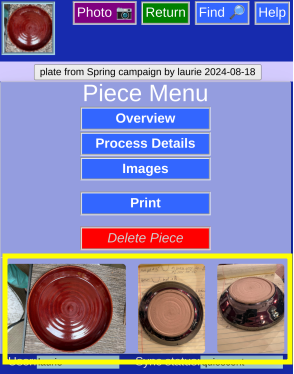 Photo 📷 Return Find 🔎 Help
plate from Spring campaign by laurie 2024-08-18
Piece Menu
Overview
Process Details
Images
Print
Delete Piece